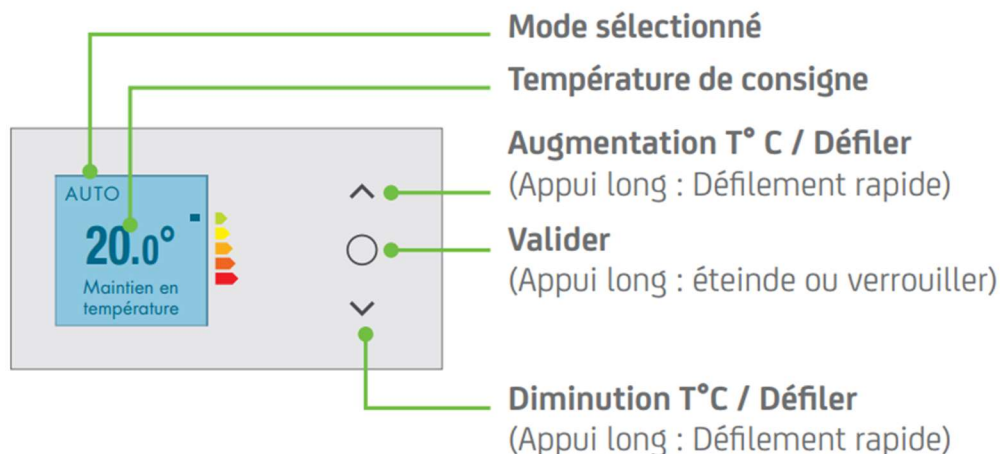 Mode sélectionné
Température de consigne
Augmentation T° C / Défiler
(Appui long : Défilement rapide)
Valider
(Appui long : éteinde ou verrouiller)
Diminution T°C / Défiler
(Appui long : Défilement rapide)
AUTO
20.0°
Maintien en
température